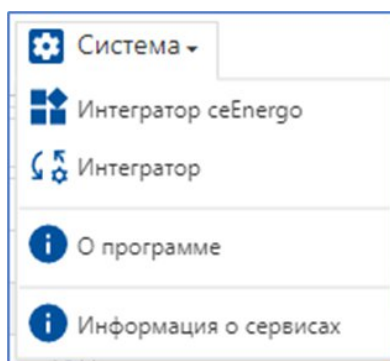 Система
Интегратор ceEnergo
Интегратор
О программе
Информация о сервисах